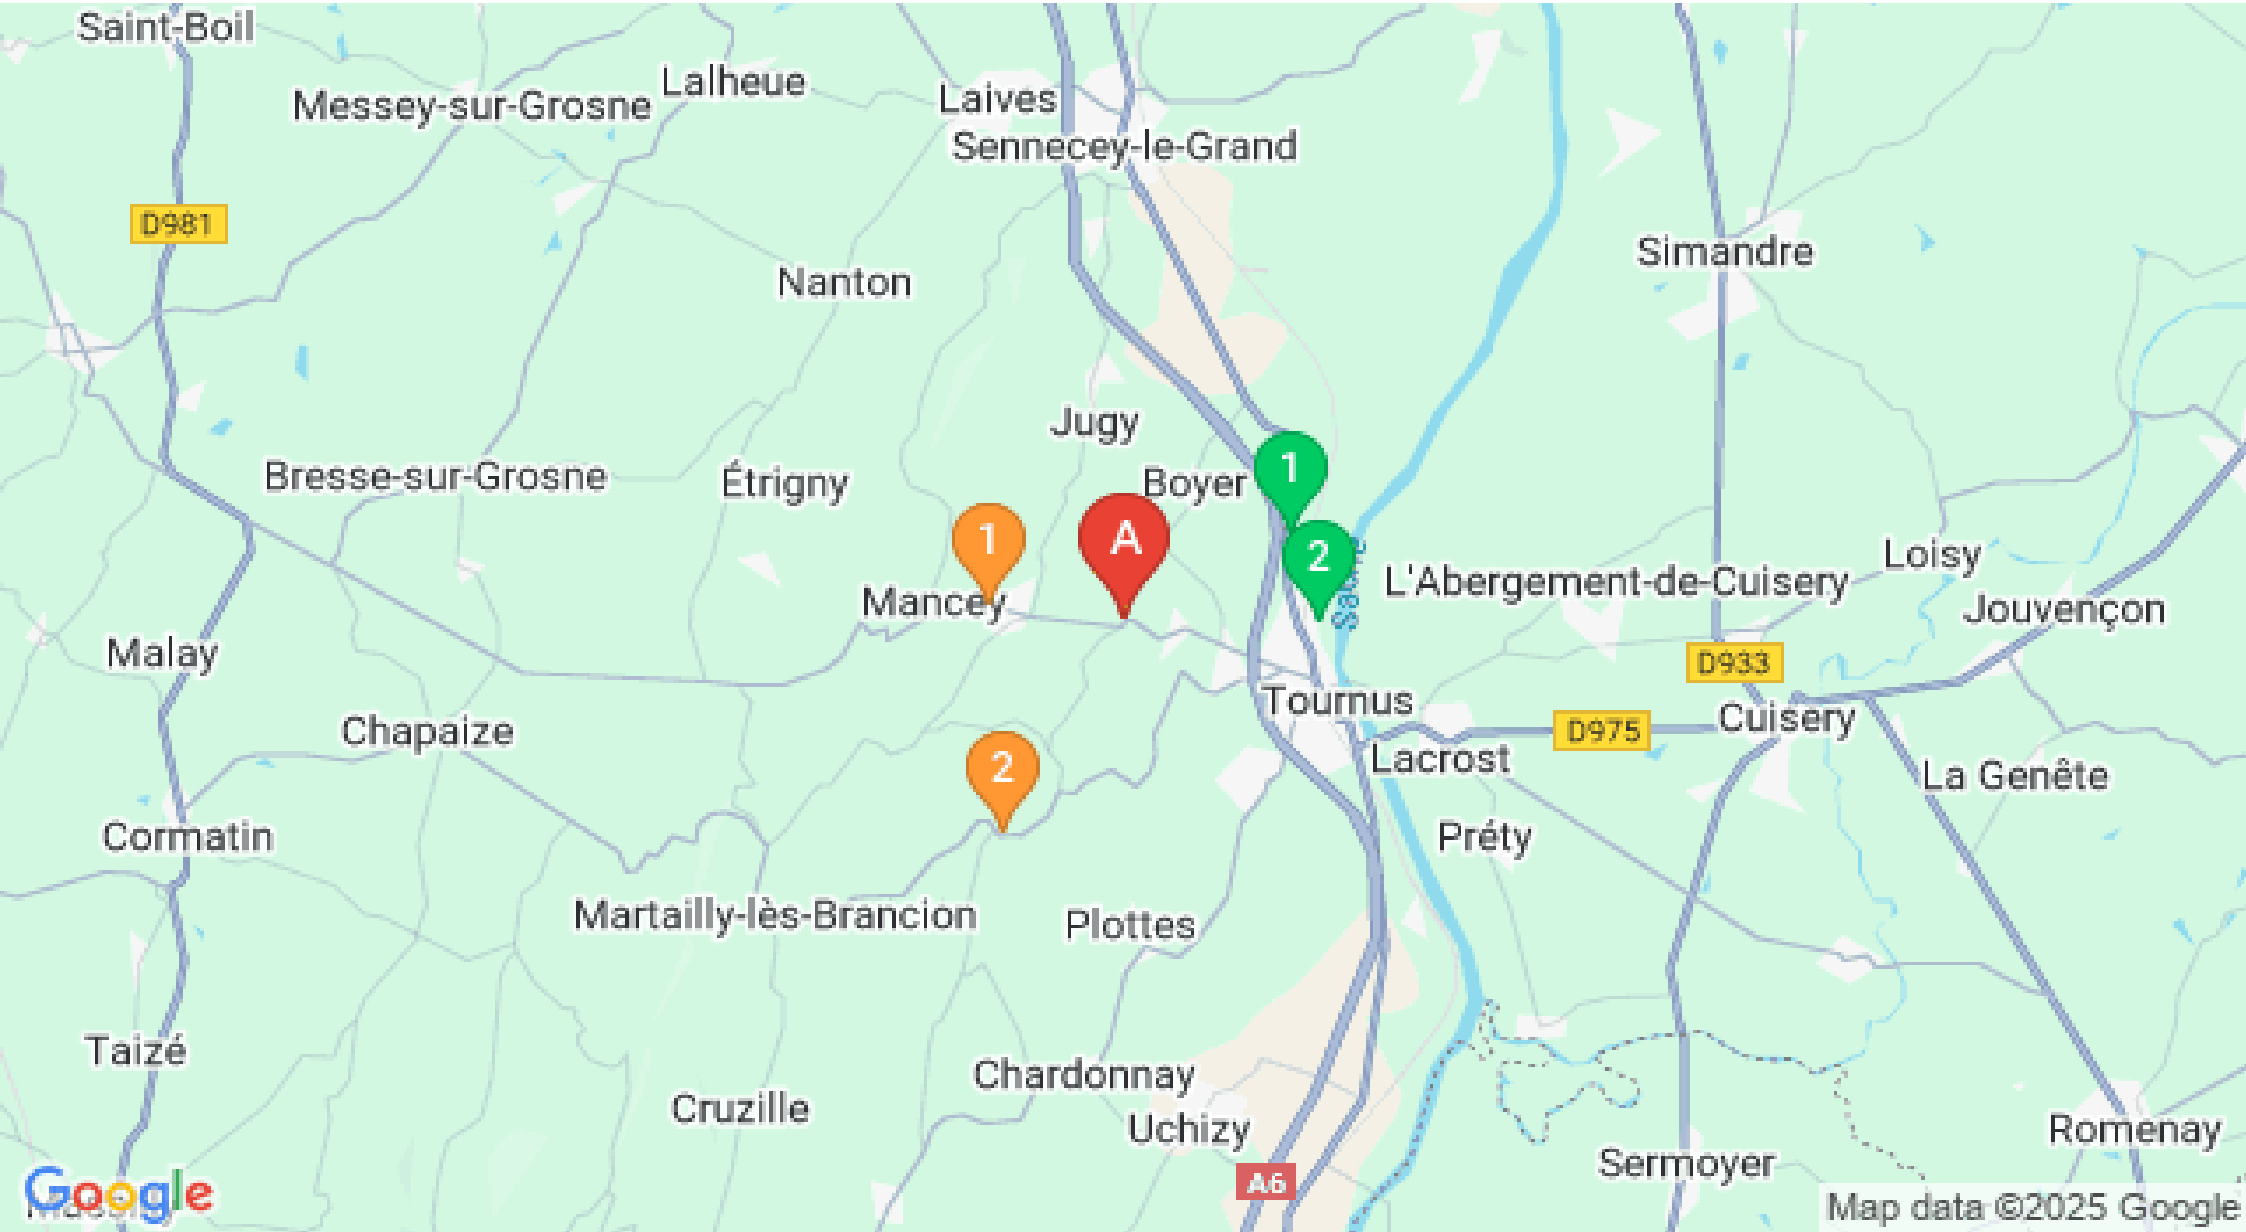 Saint-Boil
Lalheue
Messey-sur-Grosne
Laives
Sennecey-le-Grand
D981
Simandre
Nanton
Jugy
Bresse-sur-Grosne
Étrigny
Boyer
1
1
A
2
L'Abergement-de-Cuisery
Loisy
Mancey
Jouvençon
Malay
D933
Tournus
Chapaize
D975
Cuisery
Lacrost
2
La Genête
Cormatin
Préty
Martailly-lès-Brancion
Plottes
Taizé
Chardonnay
Cruzille
Uchizy
Romenay
Sermoyer
A6
Google
Map data ©2025 Google